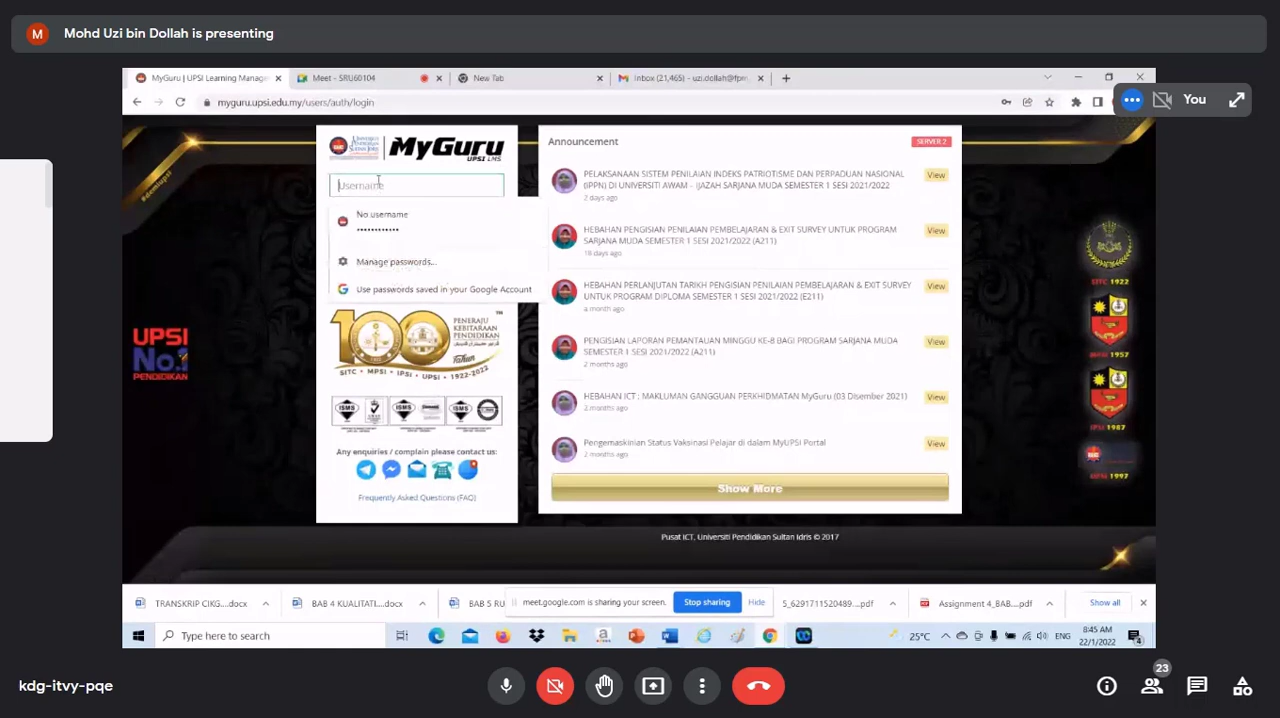 M
Mohd Uzi bin Dollah is presenting
MyGuru | UPSI Learning Manage
Meet - SRU60104
New Tab
Inbox (21,465) - uzi.dollah@fpm
myguru.upsi.edu.my/users/auth/login
You
#demiupsi
MyGuru
UPSI LMS
Username
No username
Manage passwords...
Use passwords saved in your Google Account
100
PENERAJU
KEBITARAAN
PENDIDIKAN
Tahun
SITC • MPSI • IPSI • UPSI • 1922-2022
ISMS
ISMS
ISMS
Any enquiries / complain please contact us:
Frequently Asked Questions (FAQ)
UPSI
No.1
PENDIDIKAN
Announcement
SERVER 2
PELAKSANAAN SISTEM PENILAIAN INDEKS PATRIOTISME DAN PERPADUAN NASIONAL
(IPPN) DI UNIVERSITI AWAM - IJAZAH SARJANA MUDA SEMESTER 1 SESI 2021/2022
2 days ago
View
HEBAHAN PENGISIAN PENILAIAN PEMBELAJARAN & EXIT SURVEY UNTUK PROGRAM
SARJANA MUDA SEMESTER 1 SESI 2021/2022 (A211)
View
HEBAHAN PERLANJUTAN TARIKH PENGISIAN PENILAIAN PEMBELAJARAN & EXIT SURVEY
UNTUK PROGRAM DIPLOMA SEMESTER 1 SESI 2021/2022 (E211)
a month ago
View
PENGISIAN LAPORAN PEMANTAUAN MINGGU KE-8 BAGI PROGRAM SARJANA MUDA
SEMESTER 1 SESI 2021/2022 (A211)
2 months ago
View
HEBAHAN ICT : MAKLUMAN GANGGUAN PERKHIDMATAN MyGuru (03 Disember 2021)
2 months ago
View
Pengemaskinian Status Vaksinasi Pelajar di dalam MyUPSI Portal
2 months ago
View
Show More
SITC 1922
MPSI 1957
IPSI 1987
UPSI 1997
Pusat ICT, Universiti Pendidikan Sultan Idris © 2017
TRANSKRIP CIKG....docx
BAB 4 KUALITATI....docx
BAB 5 RU
meet.google.com is sharing your screen.
Stop sharing
Hide
5_6291711520489....pdf
Assignment 4_BAB....pdf
Show all
Type here to search
25°C
ENG
8:45 AM
22/1/2022
4
kdg-itvy-pqe
23